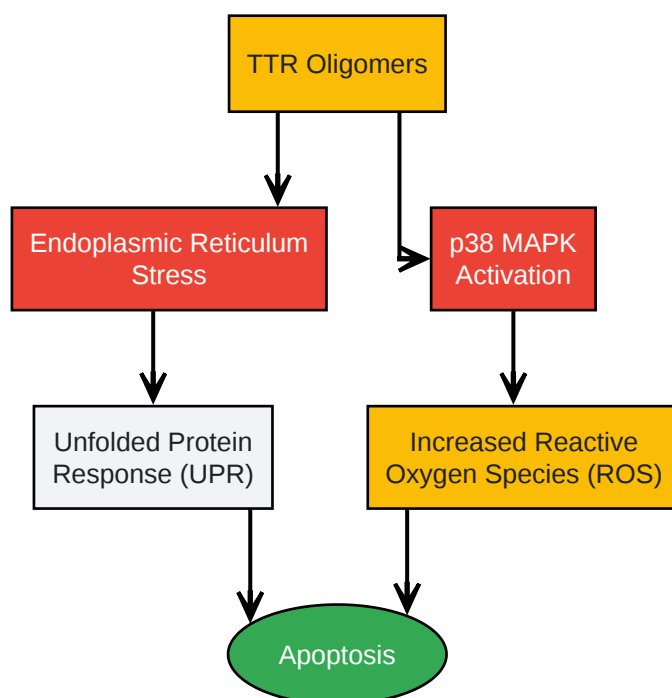 TTR Oligomers
Endoplasmic Reticulum
Stress
p38 MAPK
Activation
Unfolded Protein
Response (UPR)
Increased Reactive
Oxygen Species (ROS)
Apoptosis